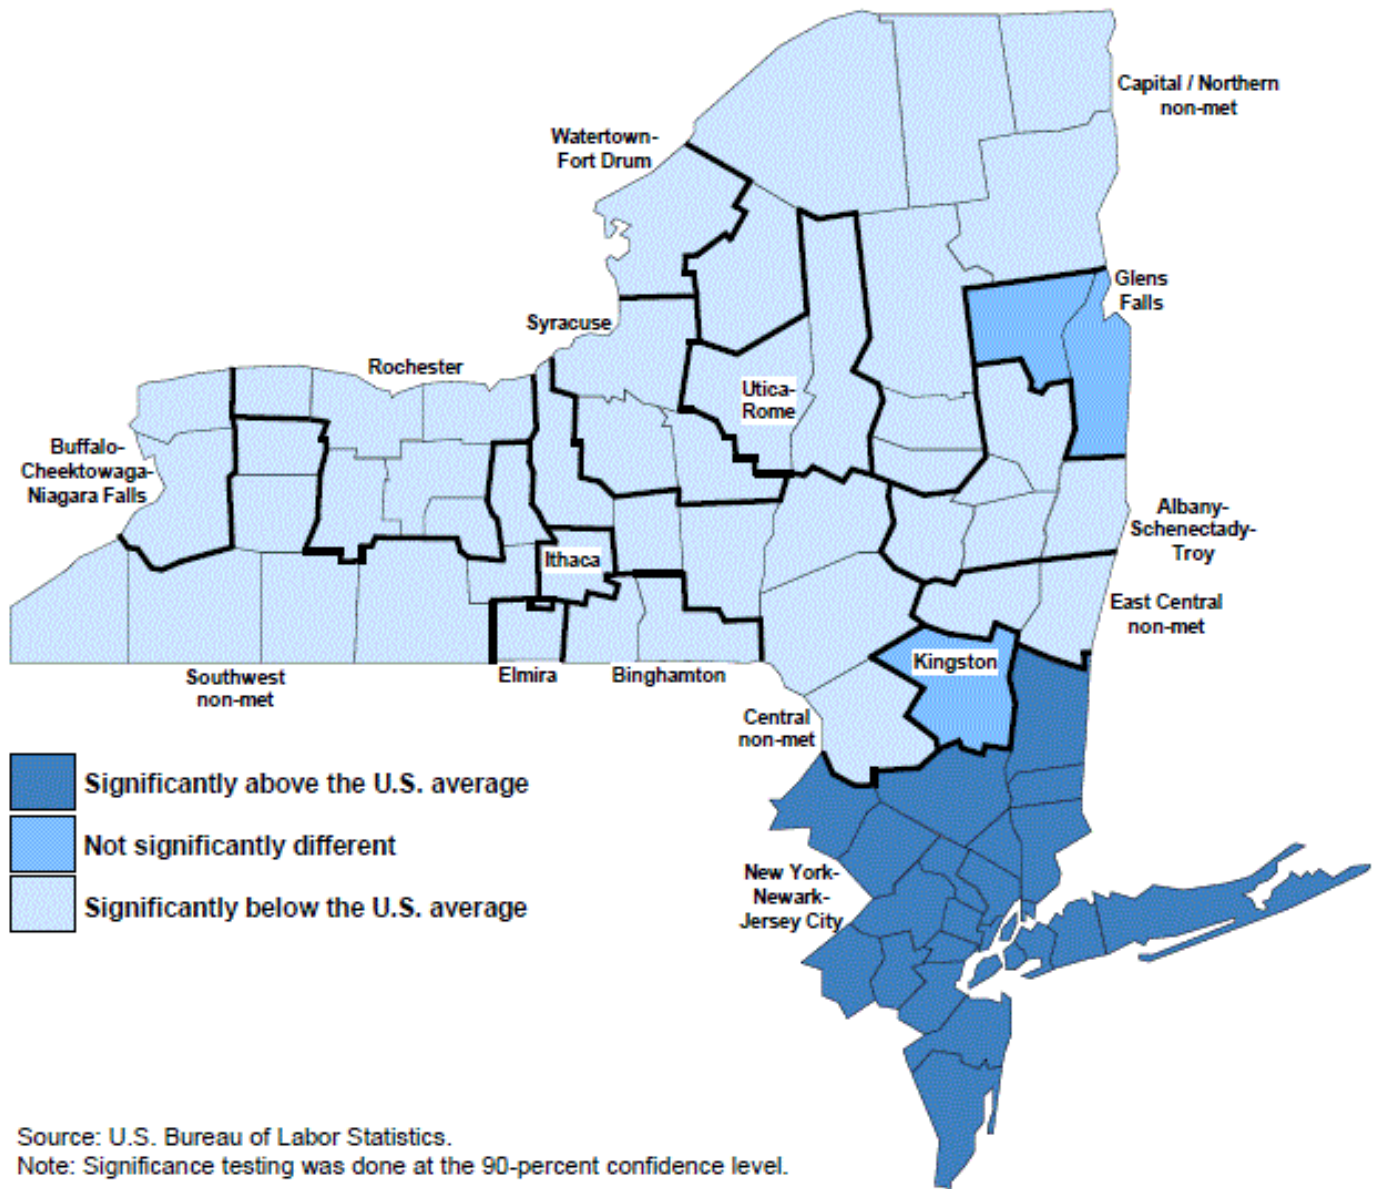 Capital / Northern
non-met
Watertown-
Fort Drum
Glens
Falls
Syracuse
Rochester
Utica-
Rome
Buffalo-
Cheektowaga-
Niagara Falls
Albany-
Schenectady-
Troy
Ithaca
East Central
non-met
Kingston
Southwest
non-met
Elmira
Binghamton
Central
non-met
Significantly above the U.S. average
Not significantly different
Significantly below the U.S. average
New York-
Newark-
Jersey City
Source: U.S. Bureau of Labor Statistics.
Note: Significance testing was done at the 90-percent confidence level.